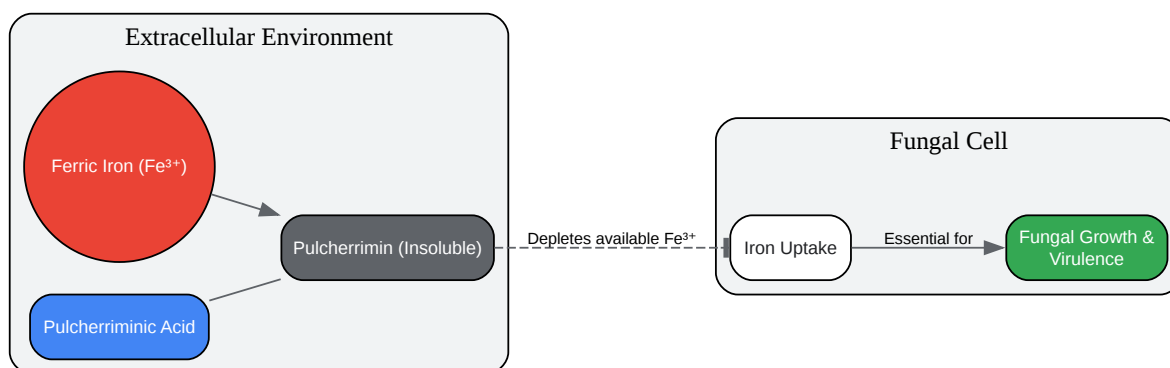 Extracellular Environment
Ferric Iron (Fe³⁺)
Pulcherrimin (Insoluble)
Pulcherriminic Acid
Depletes available Fe³⁺
Fungal Cell
Iron Uptake
Essential for
Fungal Growth &
Virulence